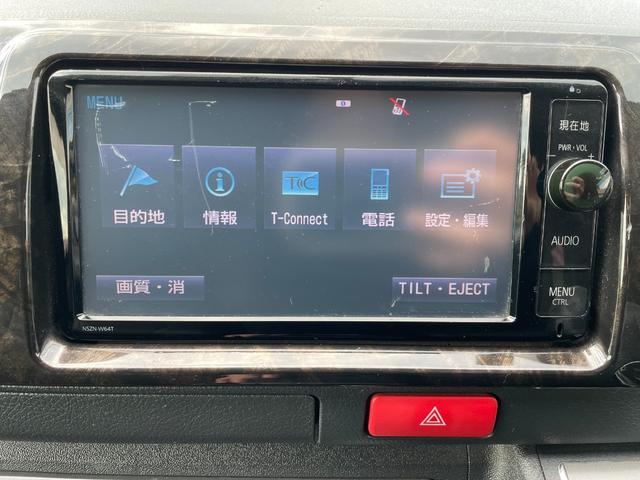 MENU
目的地
情報
T-Connect
電話
設定・編集
画質・消
TILT・EJECT
NSZN-W64T
現在地
PWR・VOL
AUDIO
MENU
CTRL